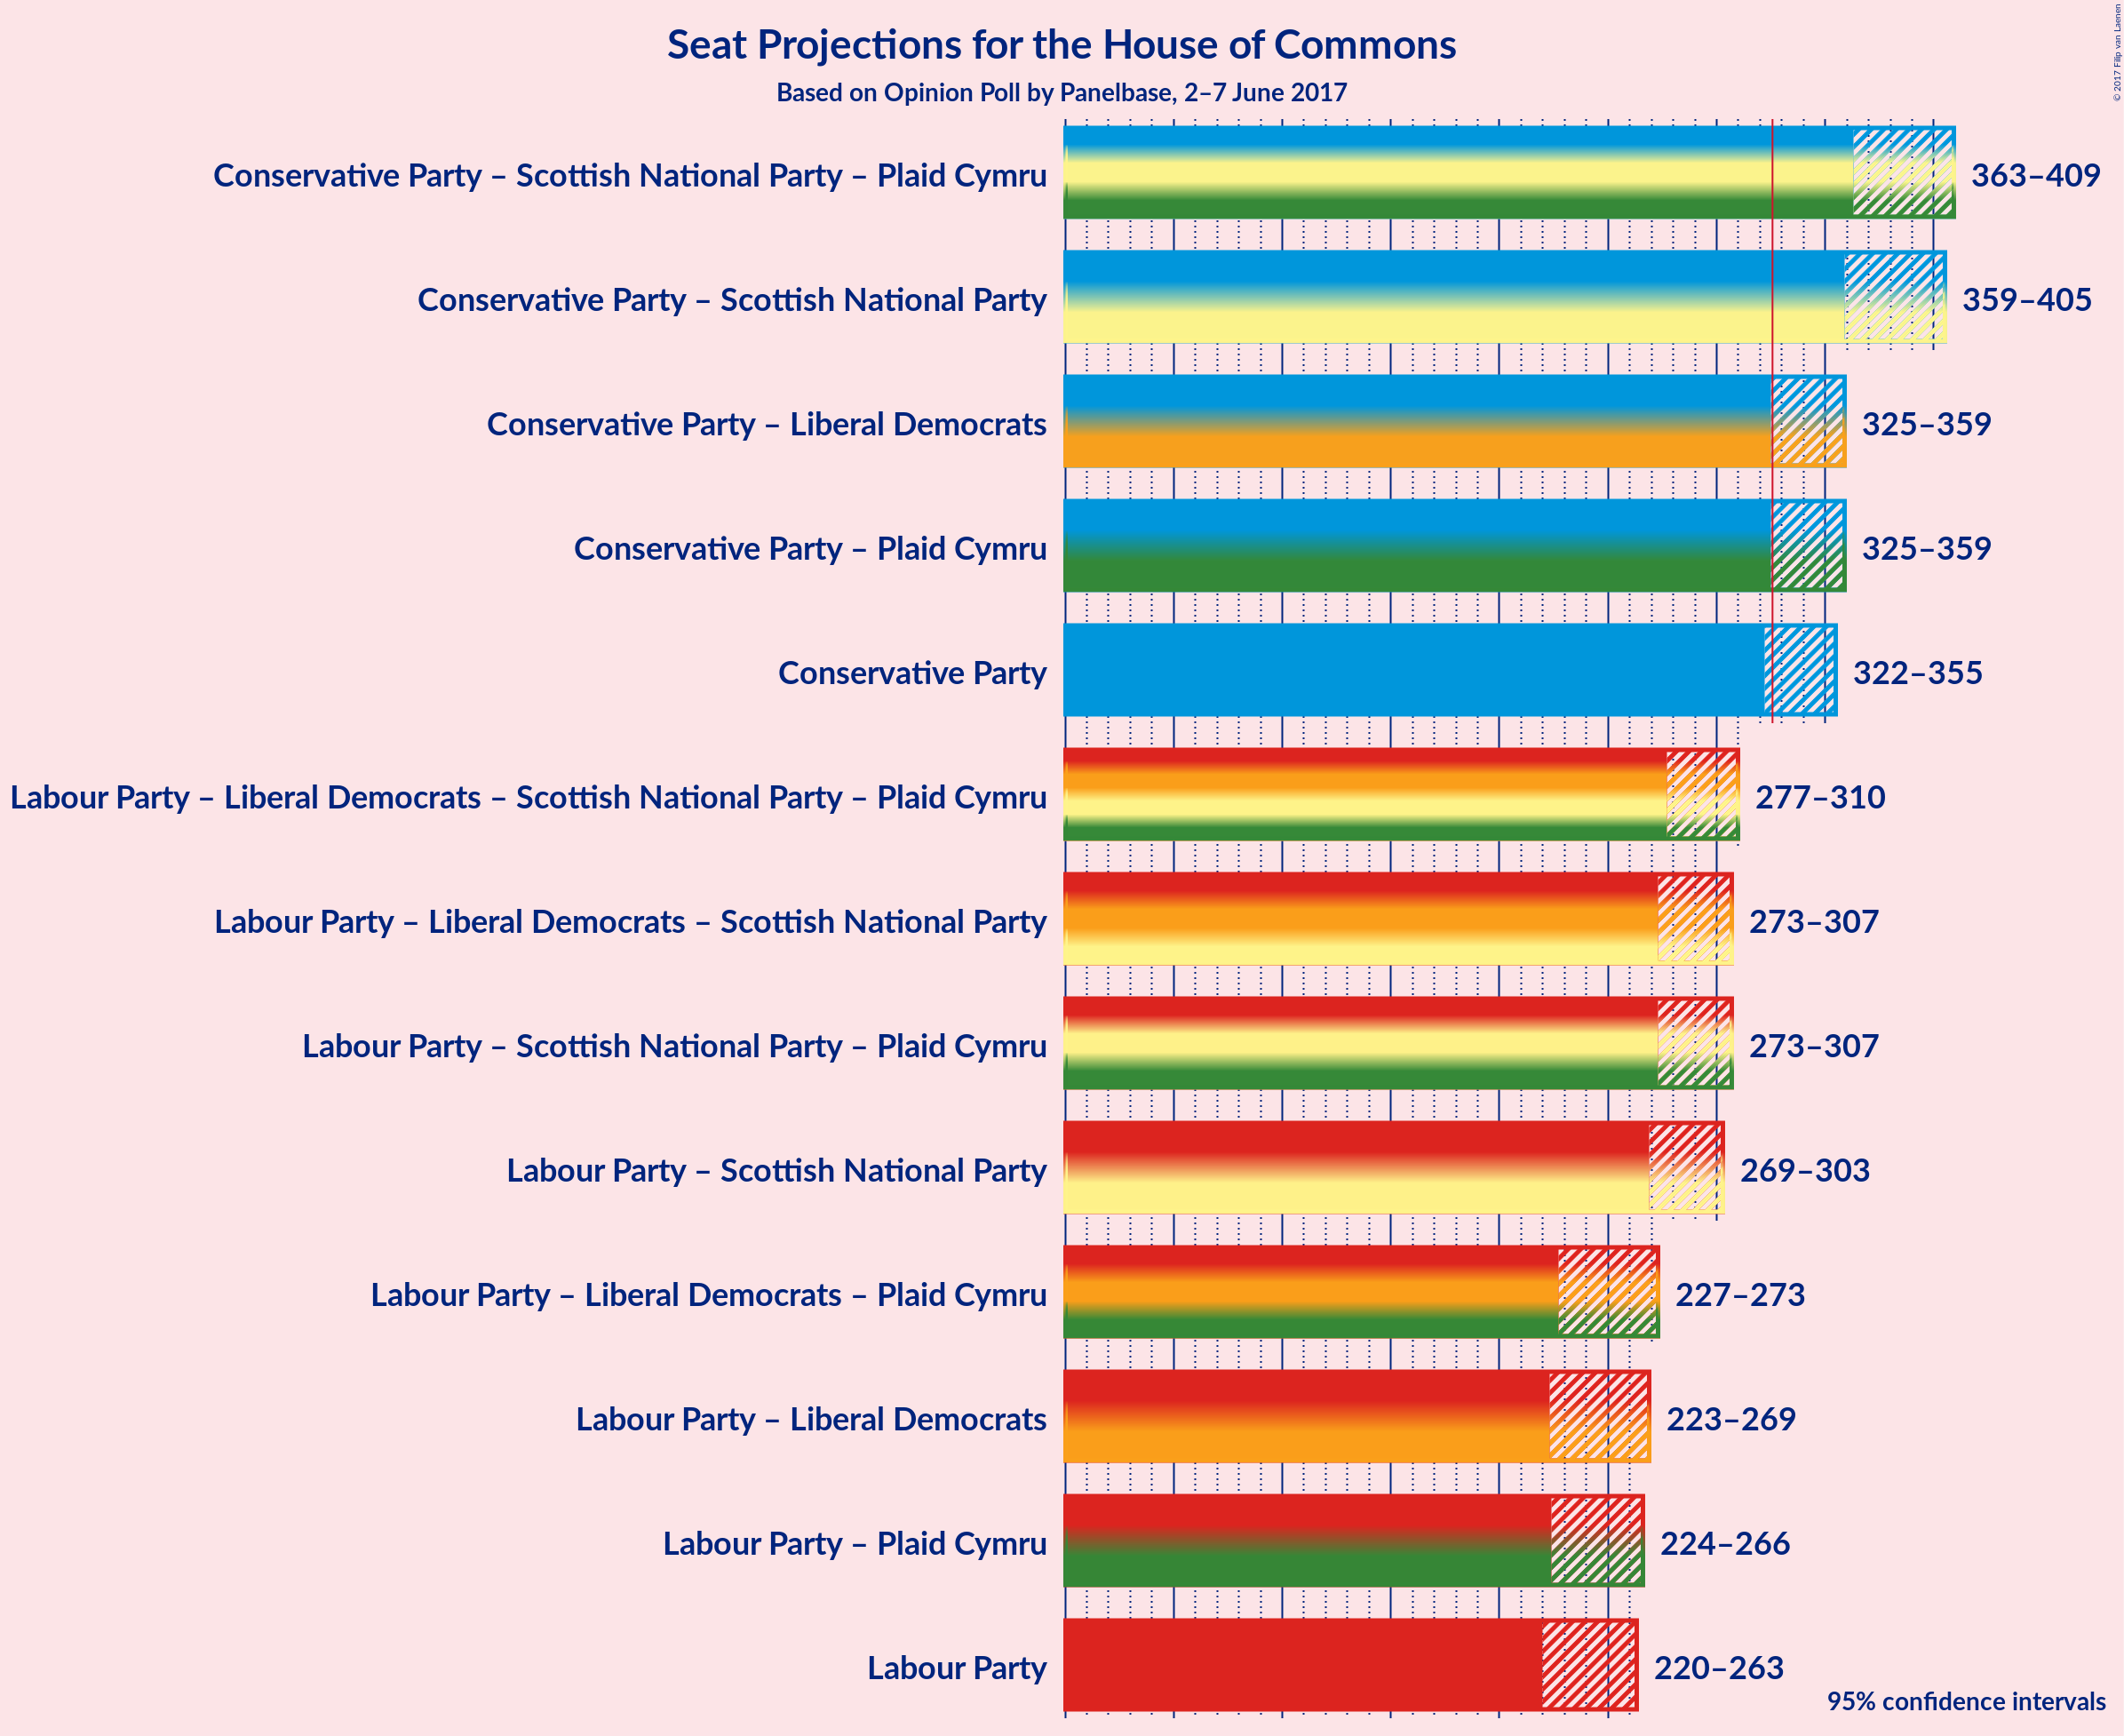 Seat Projections for the House of Commons
Based on Opinion Poll by Panelbase, 2–7 June 2017
© 2017 Filip van Laenen
Conservative Party – Scottish National Party – Plaid Cymru 363–409
Conservative Party – Scottish National Party 359–405
Conservative Party – Liberal Democrats 325–359
Conservative Party – Plaid Cymru 325–359
Conservative Party 322–355
Labour Party – Liberal Democrats – Scottish National Party – Plaid Cymru 277–310
Labour Party – Liberal Democrats – Scottish National Party 273–307
Labour Party – Scottish National Party – Plaid Cymru 273–307
Labour Party – Scottish National Party 269–303
Labour Party – Liberal Democrats – Plaid Cymru 227–273
Labour Party – Liberal Democrats 223–269
Labour Party – Plaid Cymru 224–266
Labour Party 220–263
95% confidence intervals